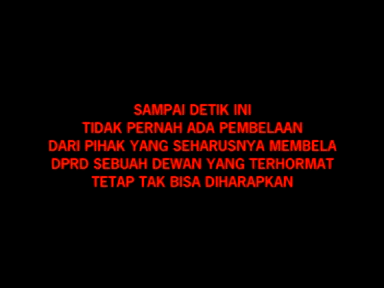 SAMPAI DETIK INI
TIDAK PERNAH ADA PEMBELAAN
DARI PIHAK YANG SEHARUSNYA MEMBELA
DPRD SEBUAH DEWAN YANG TERHORMAT
TETAP TAK BISA DIHARAPKAN